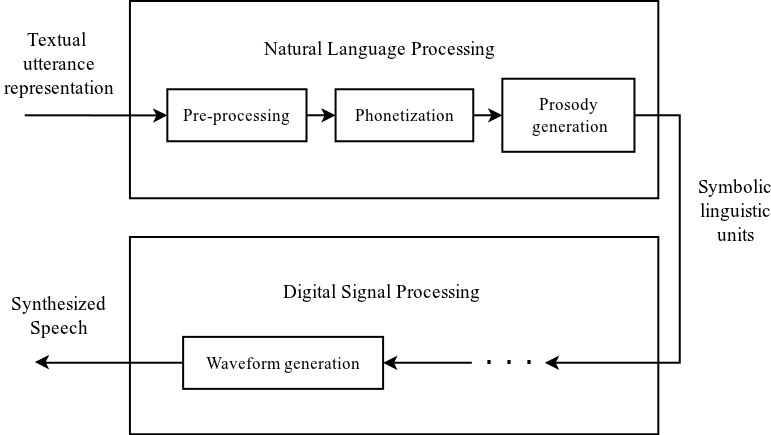 Textual
utterance
representation
Natural Language Processing
Pre-processing
Phonetization
Prosody
generation
Symbolic
linguistic
units
Digital Signal Processing
Synthesized
Speech
Waveform generation
. . .